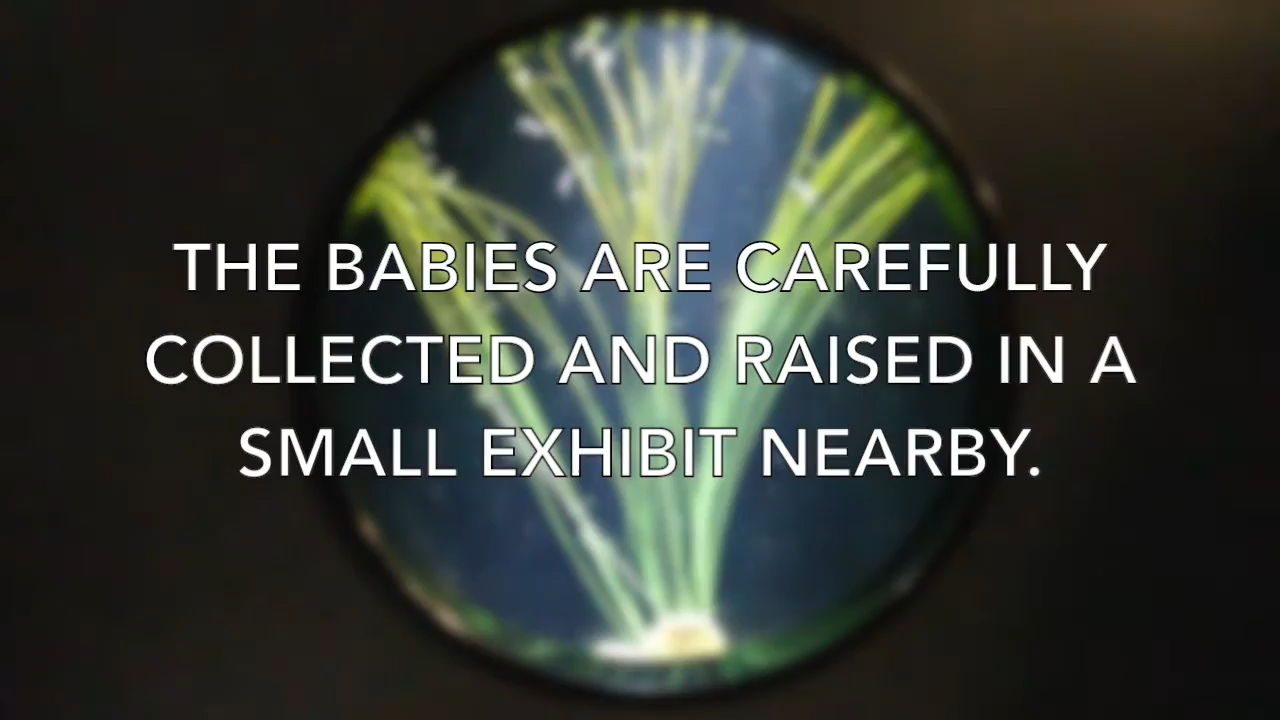 THE BABIES ARE CAREFULLY
COLLECTED AND RAISED IN A
SMALL EXHIBIT NEARBY.